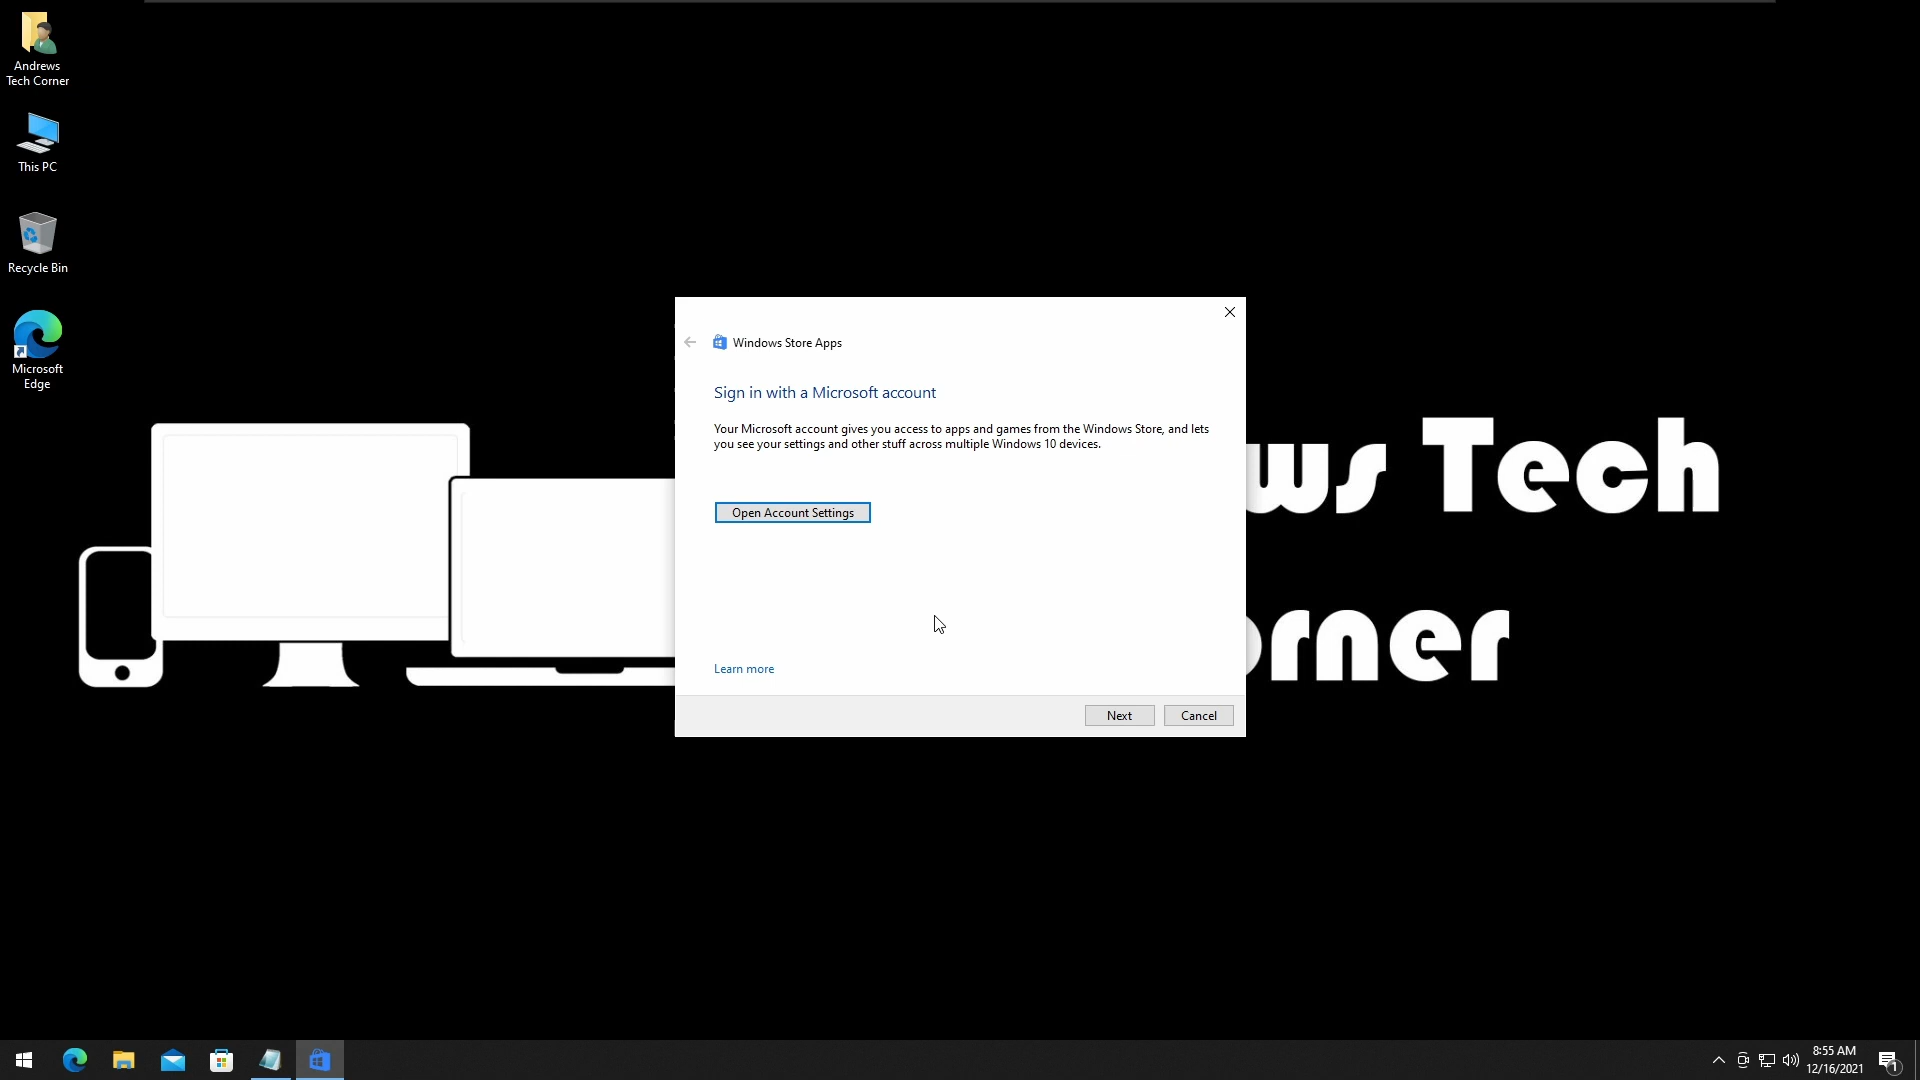 Andrews
Tech Corner
This PC
Recycle Bin
Microsoft
Edge
Windows Store Apps
Sign in with a Microsoft account
Your Microsoft account gives you access to apps and games from the Windows Store, and lets
you see your settings and other stuff across multiple Windows 10 devices.
Open Account Settings
Learn more
Next
Cancel
ws Tech
orner
8:55 AM
12/16/2021
1